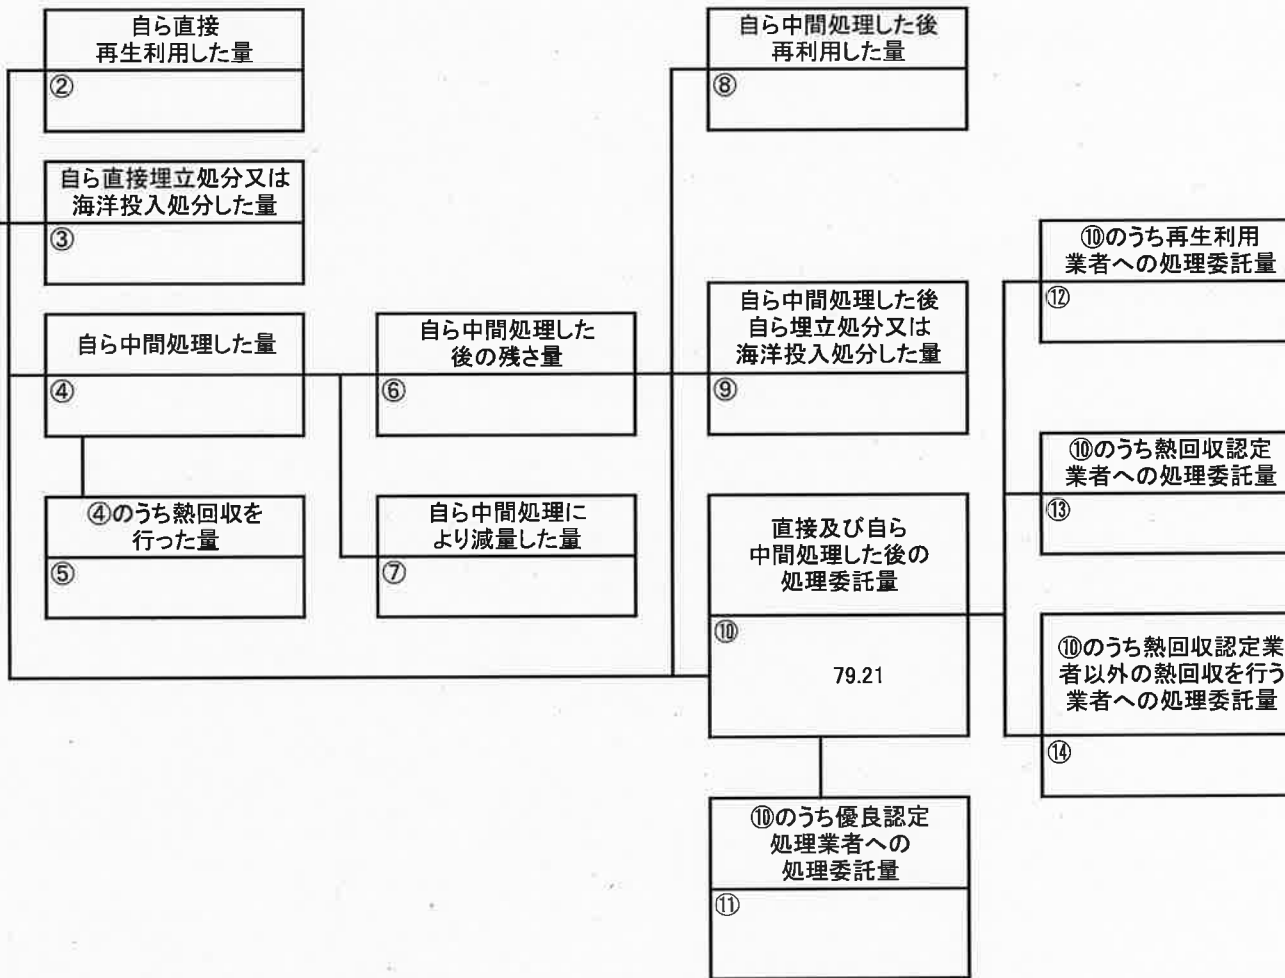 自ら直接
再生利用した量
②
自ら直接埋立処分又は
海洋投入処分した量
③
自ら中間処理した量
④
④のうち熱回収を
行った量
⑤
自ら中間処理した
後の残さ量
⑥
自ら中間処理に
より減量した量
⑦
自ら中間処理した後
再利用した量
⑧
自ら中間処理した後
自ら埋立処分又は
海洋投入処分した量
⑨
直接及び自ら
中間処理した後の
処理委託量
⑩
79.21
⑩のうち優良認定
処理業者への
処理委託量
⑪
⑩のうち再生利用
業者への処理委託量
⑫
⑩のうち熱回収認定
業者への処理委託量
⑬
⑩のうち熱回収認定業
者以外の熱回収を行う
業者への処理委託量
⑭